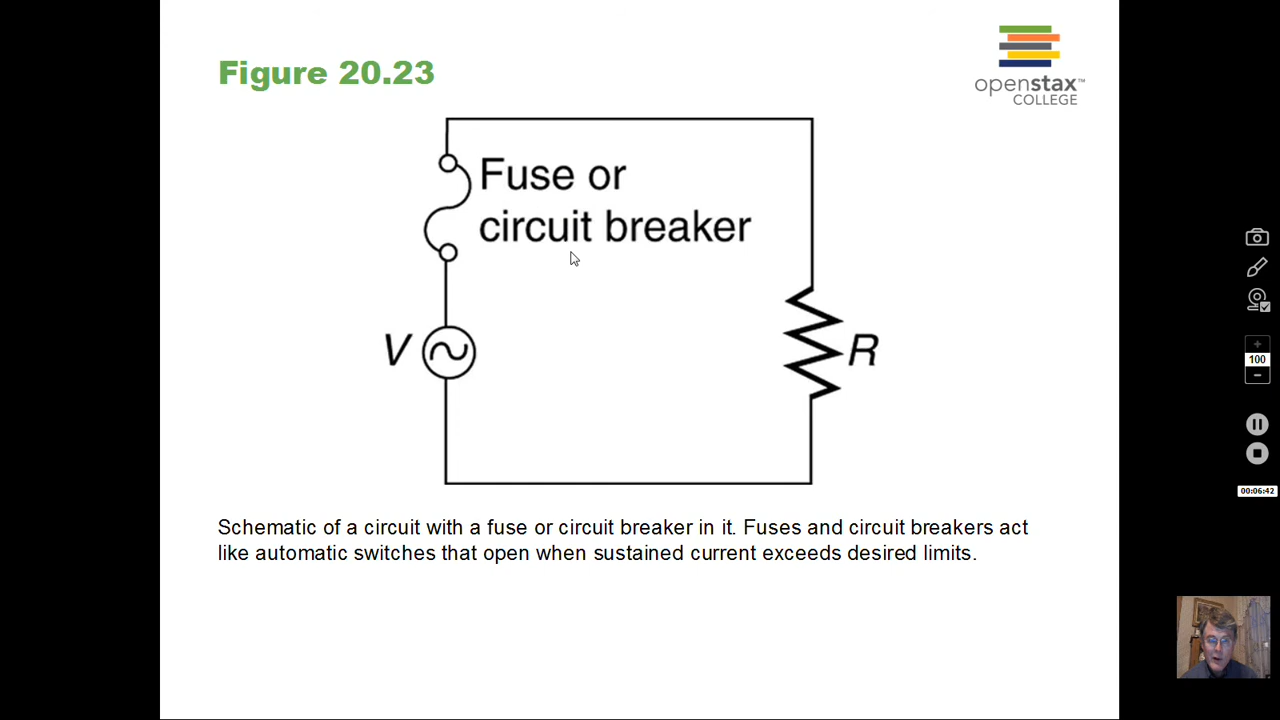 Figure 20.23
openstax™
COLLEGE
Fuse or
circuit breaker
V
R
100
00:06:42
Schematic of a circuit with a fuse or circuit breaker in it. Fuses and circuit breakers act
like automatic switches that open when sustained current exceeds desired limits.